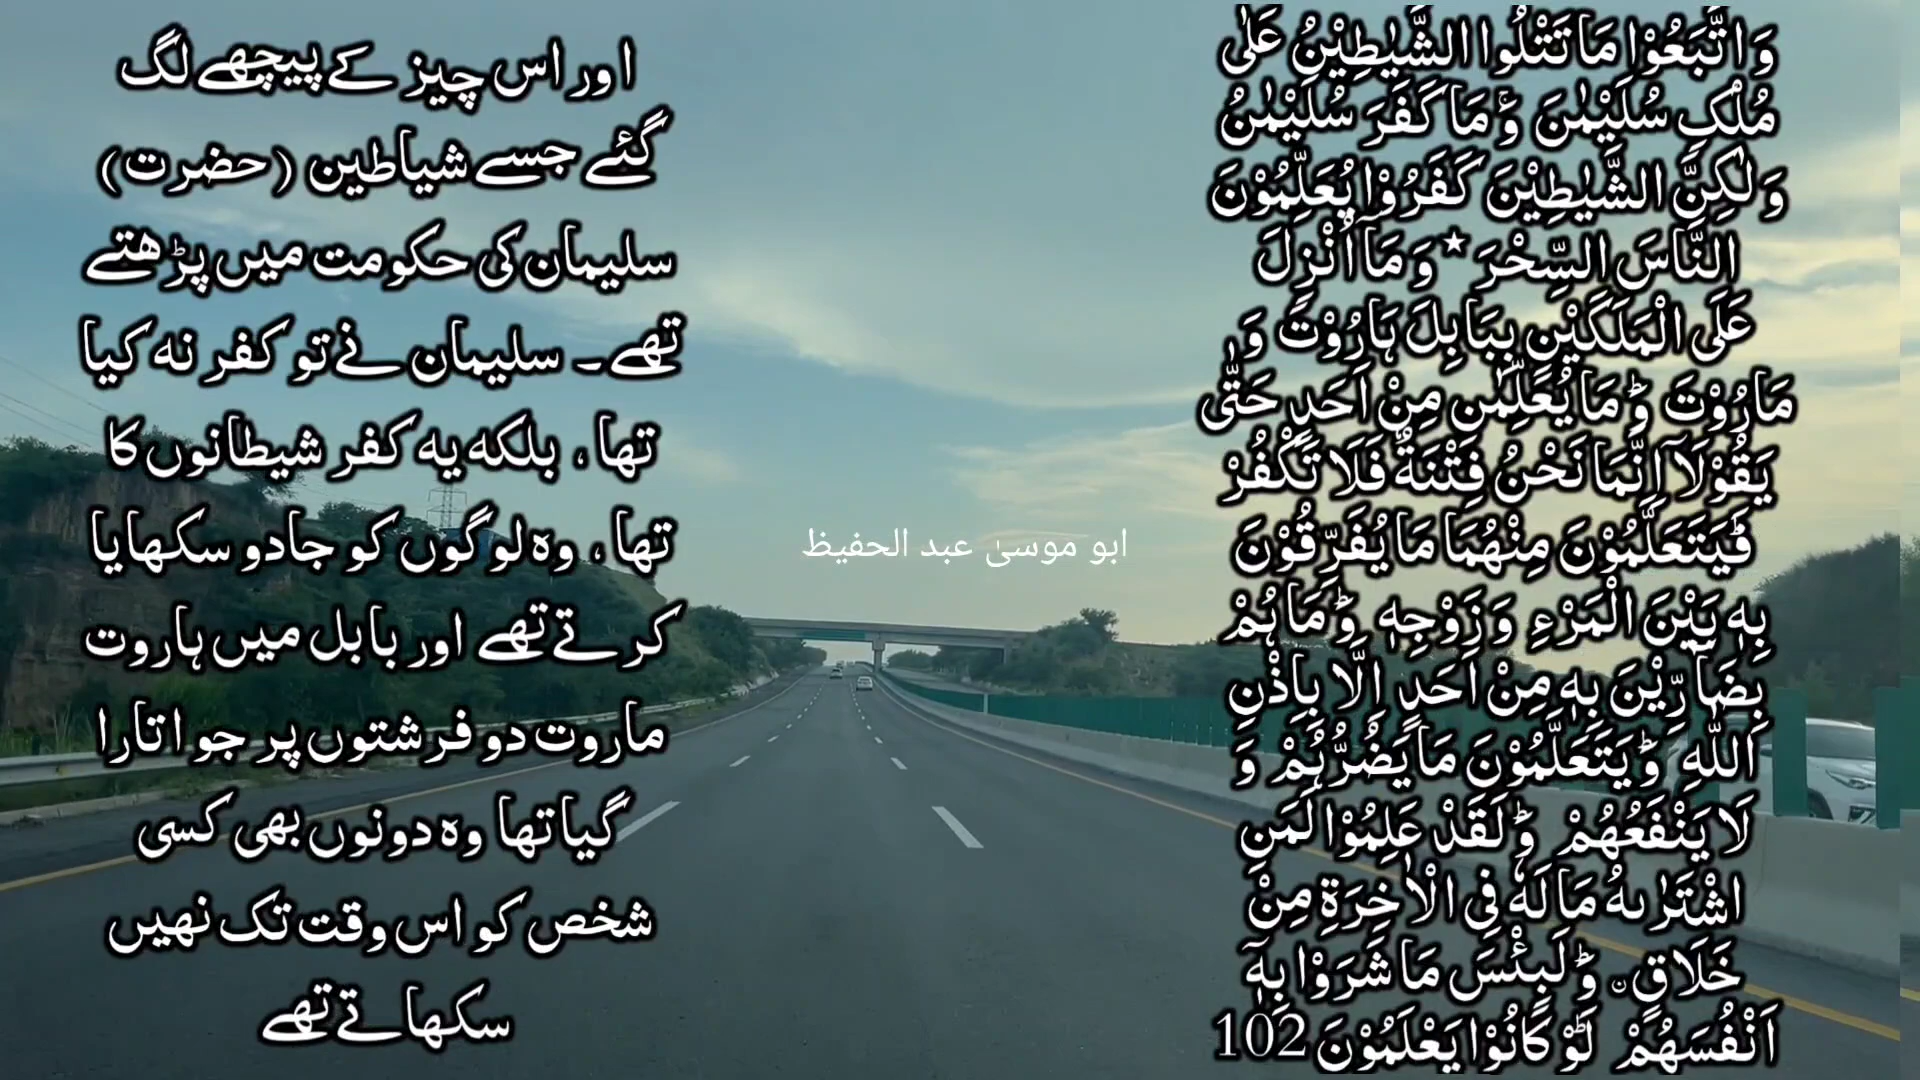 وَاتَّبَعُوْا مَا تَتْلُوا الشَّيٰطِيْنُ عَلٰى
مُلْكِ سُلَيْمٰنَ ۚ وَمَا كَفَرَ سُلَيْمٰنُ
وَلٰكِنَّ الشَّيٰطِيْنَ كَفَرُوْا يُعَلِّمُوْنَ
النَّاسَ السِّحْرَ * وَمَآ اُنْزِلَ
عَلَى الْمَلَكَيْنِ بِبَابِلَ ہَارُوْتَ وَ
مَارُوْتَ ۭ وَمَا يُعَلِّمٰنِ مِنْ اَحَدٍ حَتّٰى
يَقُوْلَآ اِنَّمَا نَحْنُ فِتْنَةٌ فَلَا تَكْفُرْ
ۭ فَيَتَعَلَّمُوْنَ مِنْهُمَا مَا يُفَرِّقُوْنَ
بِہٖ بَيْنَ الْمَرْءِ وَزَوْجِہٖ ۭ وَمَا ہُمْ
بِضَاۗرِّيْنَ بِہٖ مِنْ اَحَدٍ اِلَّا بِاِذْنِ
اللّٰهِ ۭ وَيَتَعَلَّمُوْنَ مَا يَضُرُّہُمْ وَ
لَا يَنْفَعُھُمْ ۭ وَلَقَدْ عَلِمُوْا لَمَنِ
اشْتَرٰىهُ مَا لَهٗ فِى الْاٰخِرَةِ مِنْ
خَلَاقٍ ڜ وَلَبِئْسَ مَا شَرَوْا بِہٖٓ
اَنْفُسَھُمْ ۭ لَوْ كَانُوْا يَعْلَمُوْنَ 102
اور اس چیز کے پیچھے لگ
گئے جسے شیاطین (حضرت)
سلیمان کی حکومت میں پڑھتے
تھے۔ سلیمان نے تو کفر نہ کیا
تھا، بلکہ یہ کفر شیطانوں کا
تھا، وہ لوگوں کو جادو سکھایا
کرتے تھے اور بابل میں ہاروت
ماروت دو فرشتوں پر جو اتارا
گیا تھا وہ دونوں بھی کسی
شخص کو اس وقت تک نہیں
سکھاتے تھے
ابو موسیٰ عبد الحفیظ